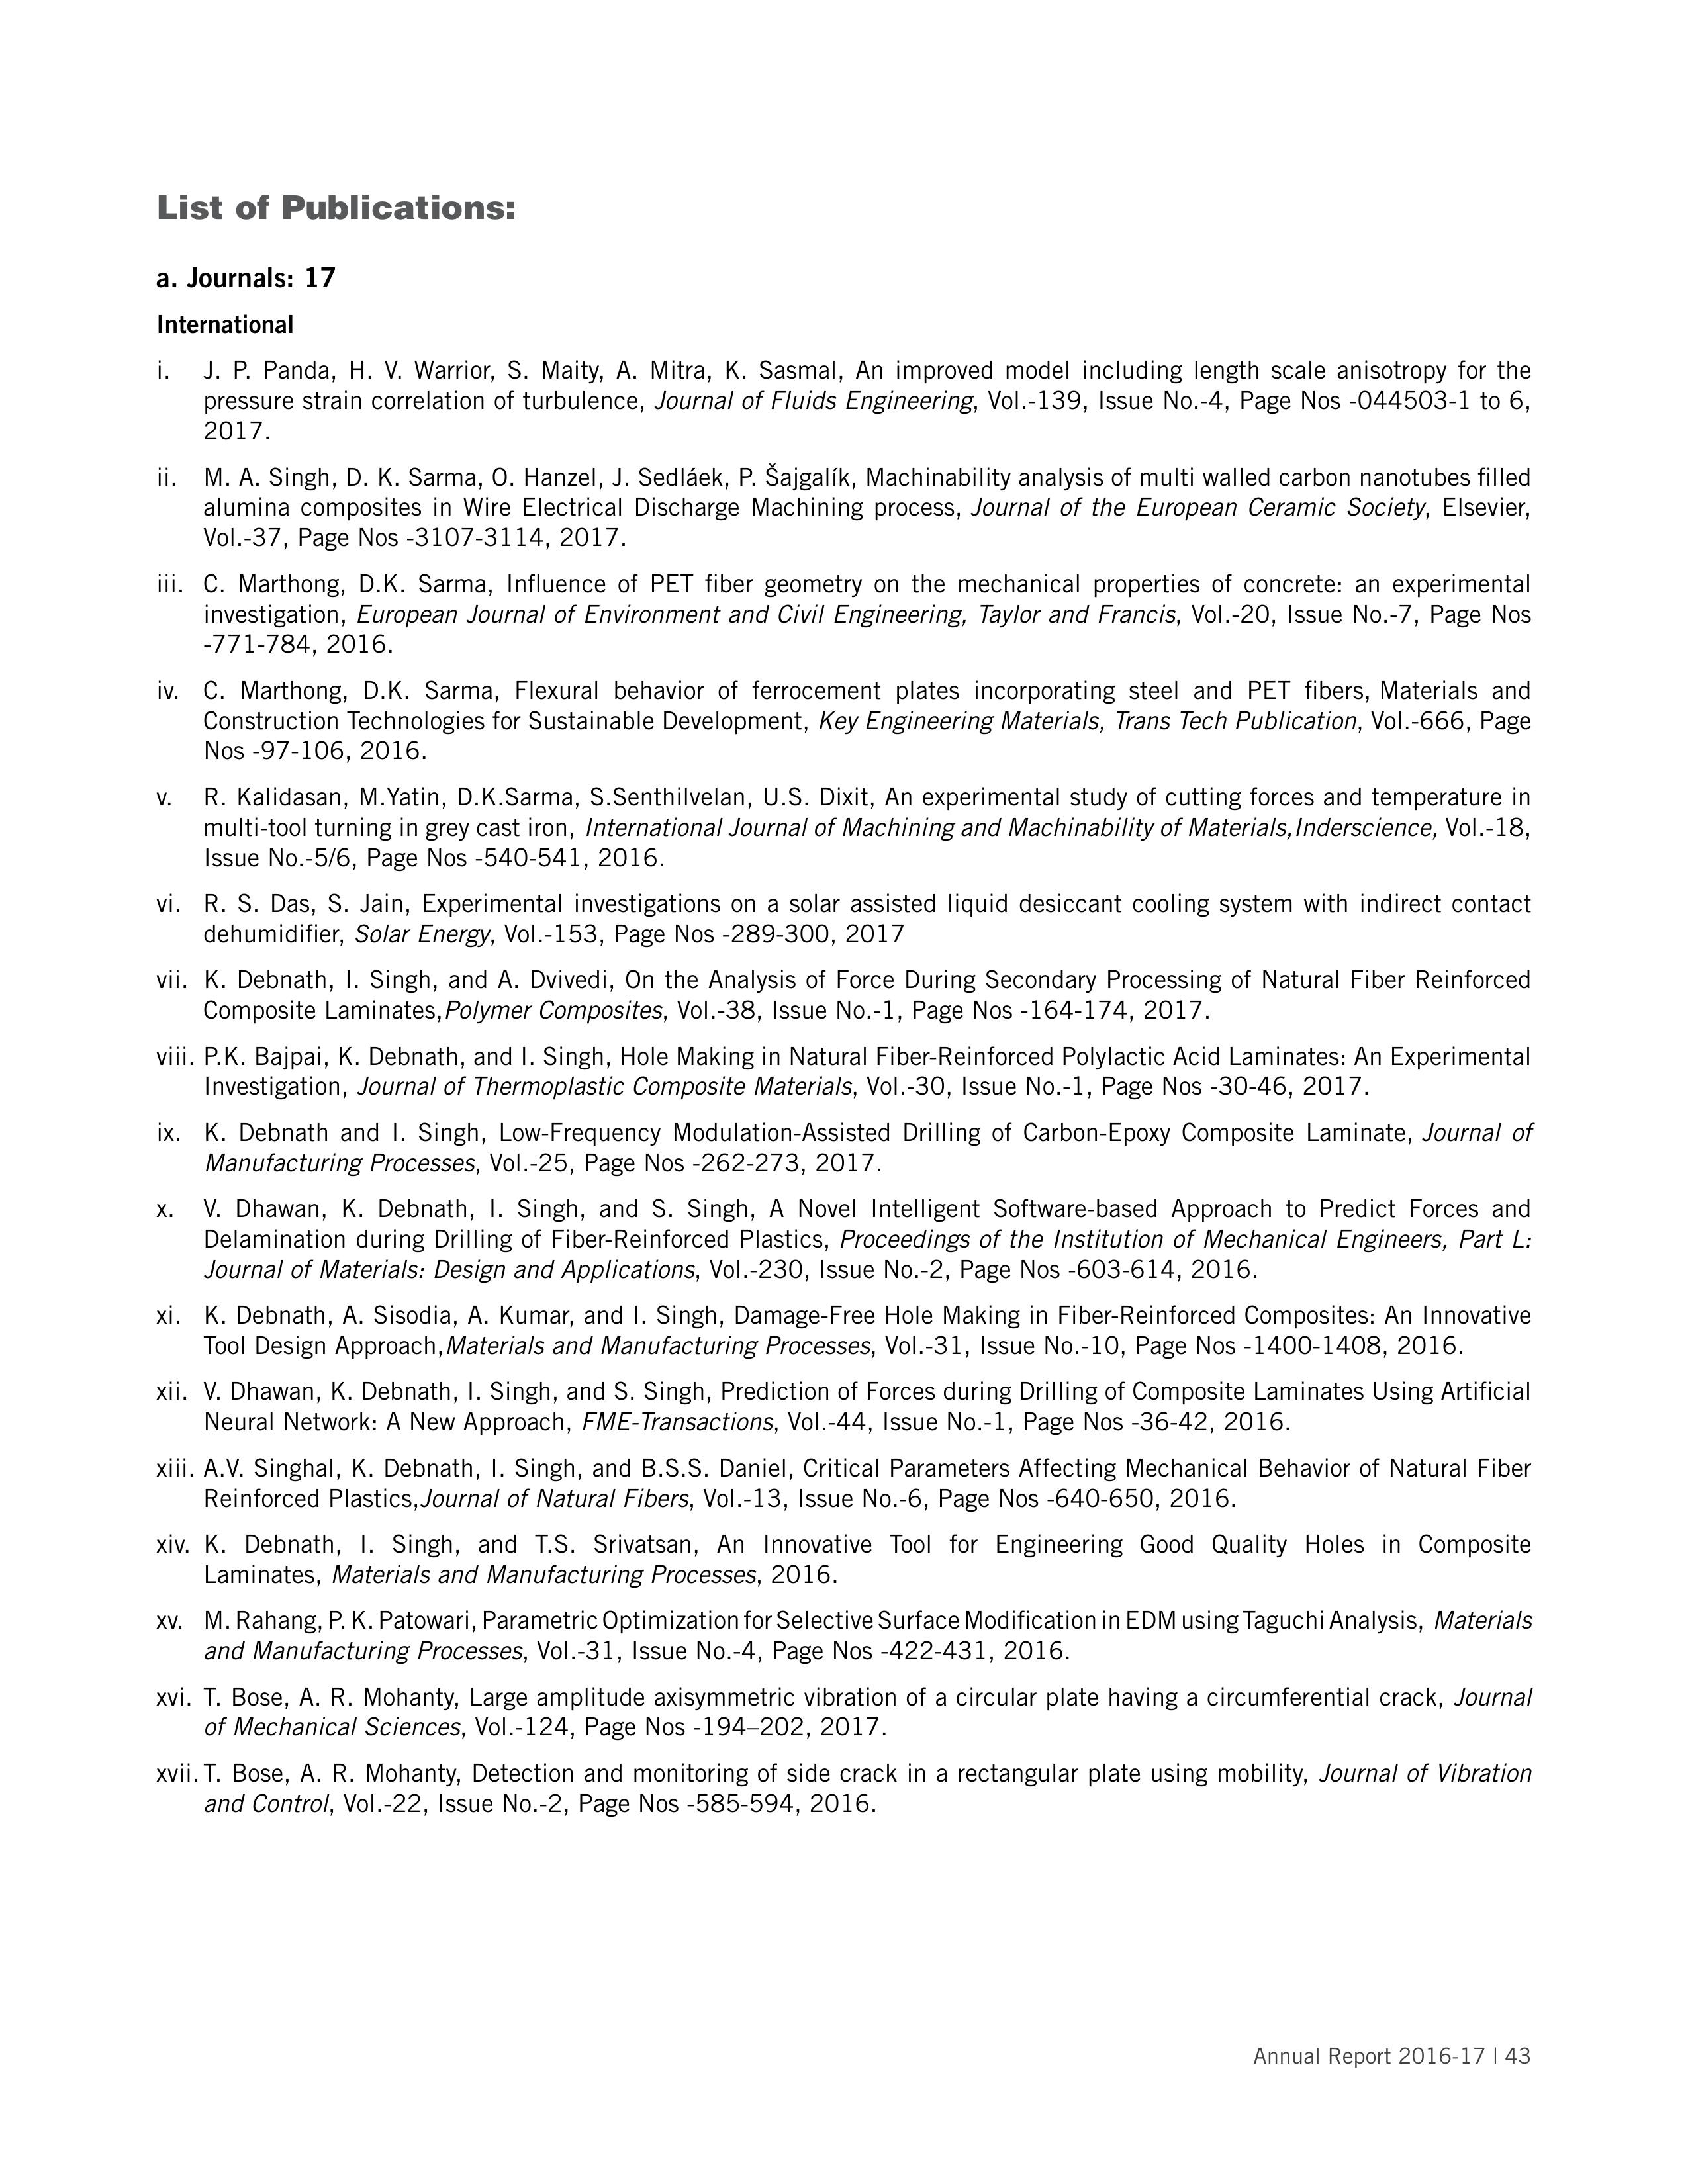 List of Publications:
a. Journals: 17
International
i. J. P. Panda, H. V. Warrior, S. Maity, A. Mitra, K. Sasmal, An improved model including length scale anisotropy for the
pressure strain correlation of turbulence, Journal of Fluids Engineering, Vol.-139, Issue No.-4, Page Nos -044503-1 to 6,
2017.
ii. M. A. Singh, D. K. Sarma, O. Hanzel, J. Sedláek, P. Šajgalík, Machinability analysis of multi walled carbon nanotubes filled
alumina composites in Wire Electrical Discharge Machining process, Journal of the European Ceramic Society, Elsevier,
Vol.-37, Page Nos -3107-3114, 2017.
iii. C. Marthong, D.K. Sarma, Influence of PET fiber geometry on the mechanical properties of concrete: an experimental
investigation, European Journal of Environment and Civil Engineering, Taylor and Francis, Vol.-20, Issue No.-7, Page Nos
-771-784, 2016.
iv. C. Marthong, D.K. Sarma, Flexural behavior of ferrocement plates incorporating steel and PET fibers, Materials and
Construction Technologies for Sustainable Development, Key Engineering Materials, Trans Tech Publication, Vol.-666, Page
Nos -97-106, 2016.
v. R. Kalidasan, M.Yatin, D.K.Sarma, S.Senthilvelan, U.S. Dixit, An experimental study of cutting forces and temperature in
multi-tool turning in grey cast iron, International Journal of Machining and Machinability of Materials,Inderscience, Vol.-18,
Issue No.-5/6, Page Nos -540-541, 2016.
vi. R. S. Das, S. Jain, Experimental investigations on a solar assisted liquid desiccant cooling system with indirect contact
dehumidifier, Solar Energy, Vol.-153, Page Nos -289-300, 2017
vii. K. Debnath, I. Singh, and A. Dvivedi, On the Analysis of Force During Secondary Processing of Natural Fiber Reinforced
Composite Laminates,Polymer Composites, Vol.-38, Issue No.-1, Page Nos -164-174, 2017.
viii. P.K. Bajpai, K. Debnath, and I. Singh, Hole Making in Natural Fiber-Reinforced Polylactic Acid Laminates: An Experimental
Investigation, Journal of Thermoplastic Composite Materials, Vol.-30, Issue No.-1, Page Nos -30-46, 2017.
ix. K. Debnath and I. Singh, Low-Frequency Modulation-Assisted Drilling of Carbon-Epoxy Composite Laminate, Journal of
Manufacturing Processes, Vol.-25, Page Nos -262-273, 2017.
x. V. Dhawan, K. Debnath, I. Singh, and S. Singh, A Novel Intelligent Software-based Approach to Predict Forces and
Delamination during Drilling of Fiber-Reinforced Plastics, Proceedings of the Institution of Mechanical Engineers, Part L:
Journal of Materials: Design and Applications, Vol.-230, Issue No.-2, Page Nos -603-614, 2016.
xi. K. Debnath, A. Sisodia, A. Kumar, and I. Singh, Damage-Free Hole Making in Fiber-Reinforced Composites: An Innovative
Tool Design Approach,Materials and Manufacturing Processes, Vol.-31, Issue No.-10, Page Nos -1400-1408, 2016.
xii. V. Dhawan, K. Debnath, I. Singh, and S. Singh, Prediction of Forces during Drilling of Composite Laminates Using Artificial
Neural Network: A New Approach, FME-Transactions, Vol.-44, Issue No.-1, Page Nos -36-42, 2016.
xiii. A.V. Singhal, K. Debnath, I. Singh, and B.S.S. Daniel, Critical Parameters Affecting Mechanical Behavior of Natural Fiber
Reinforced Plastics,Journal of Natural Fibers, Vol.-13, Issue No.-6, Page Nos -640-650, 2016.
xiv. K. Debnath, I. Singh, and T.S. Srivatsan, An Innovative Tool for Engineering Good Quality Holes in Composite
Laminates, Materials and Manufacturing Processes, 2016.
xv. M. Rahang, P. K. Patowari, Parametric Optimization for Selective Surface Modification in EDM using Taguchi Analysis, Materials
and Manufacturing Processes, Vol.-31, Issue No.-4, Page Nos -422-431, 2016.
xvi. T. Bose, A. R. Mohanty, Large amplitude axisymmetric vibration of a circular plate having a circumferential crack, Journal
of Mechanical Sciences, Vol.-124, Page Nos -194–202, 2017.
xvii. T. Bose, A. R. Mohanty, Detection and monitoring of side crack in a rectangular plate using mobility, Journal of Vibration
and Control, Vol.-22, Issue No.-2, Page Nos -585-594, 2016.
Annual Report 2016-17 | 43